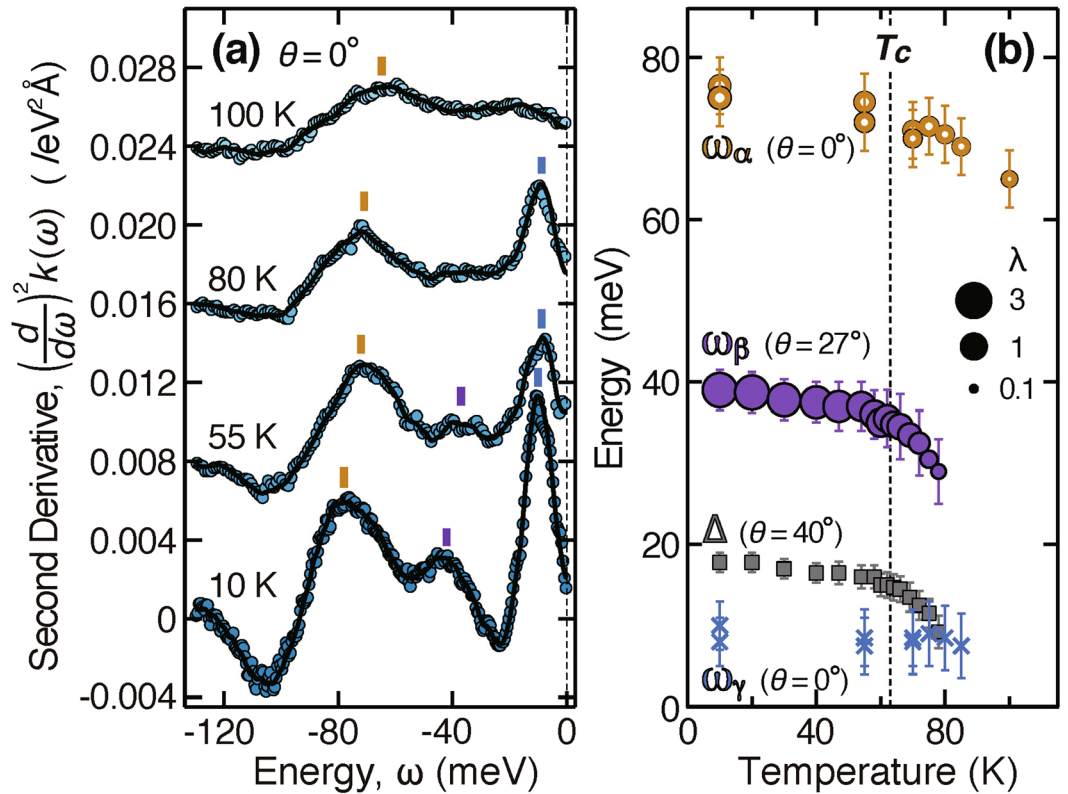 (a) θ = 0°
0.028
0.024
0.020
0.016
0.012
0.008
0.004
0
-0.004
Second Derivative, (d/dω)² k(ω) ( /eV² Å)
100 K
80 K
55 K
10 K
-120 -80 -40 0
Energy, ω (meV)
(b)
Tc
80
60
40
20
0
Energy (meV)
ωα (θ = 0°)
λ
3
1
0.1
ωβ (θ = 27°)
Δ (θ = 40°)
ωγ (θ = 0°)
0 40 80
Temperature (K)